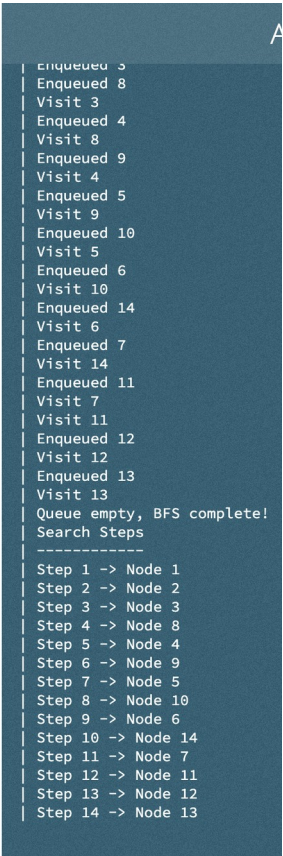 A
| Enqueued 3
| Enqueued 8
| Visit 3
| Enqueued 4
| Visit 8
| Enqueued 9
| Visit 4
| Enqueued 5
| Visit 9
| Enqueued 10
| Visit 5
| Enqueued 6
| Visit 10
| Enqueued 14
| Visit 6
| Enqueued 7
| Visit 14
| Enqueued 11
| Visit 7
| Visit 11
| Enqueued 12
| Visit 12
| Enqueued 13
| Visit 13
| Queue empty, BFS complete!
| Search Steps
| ------------
| Step 1 -> Node 1
| Step 2 -> Node 2
| Step 3 -> Node 3
| Step 4 -> Node 8
| Step 5 -> Node 4
| Step 6 -> Node 9
| Step 7 -> Node 5
| Step 8 -> Node 10
| Step 9 -> Node 6
| Step 10 -> Node 14
| Step 11 -> Node 7
| Step 12 -> Node 11
| Step 13 -> Node 12
| Step 14 -> Node 13